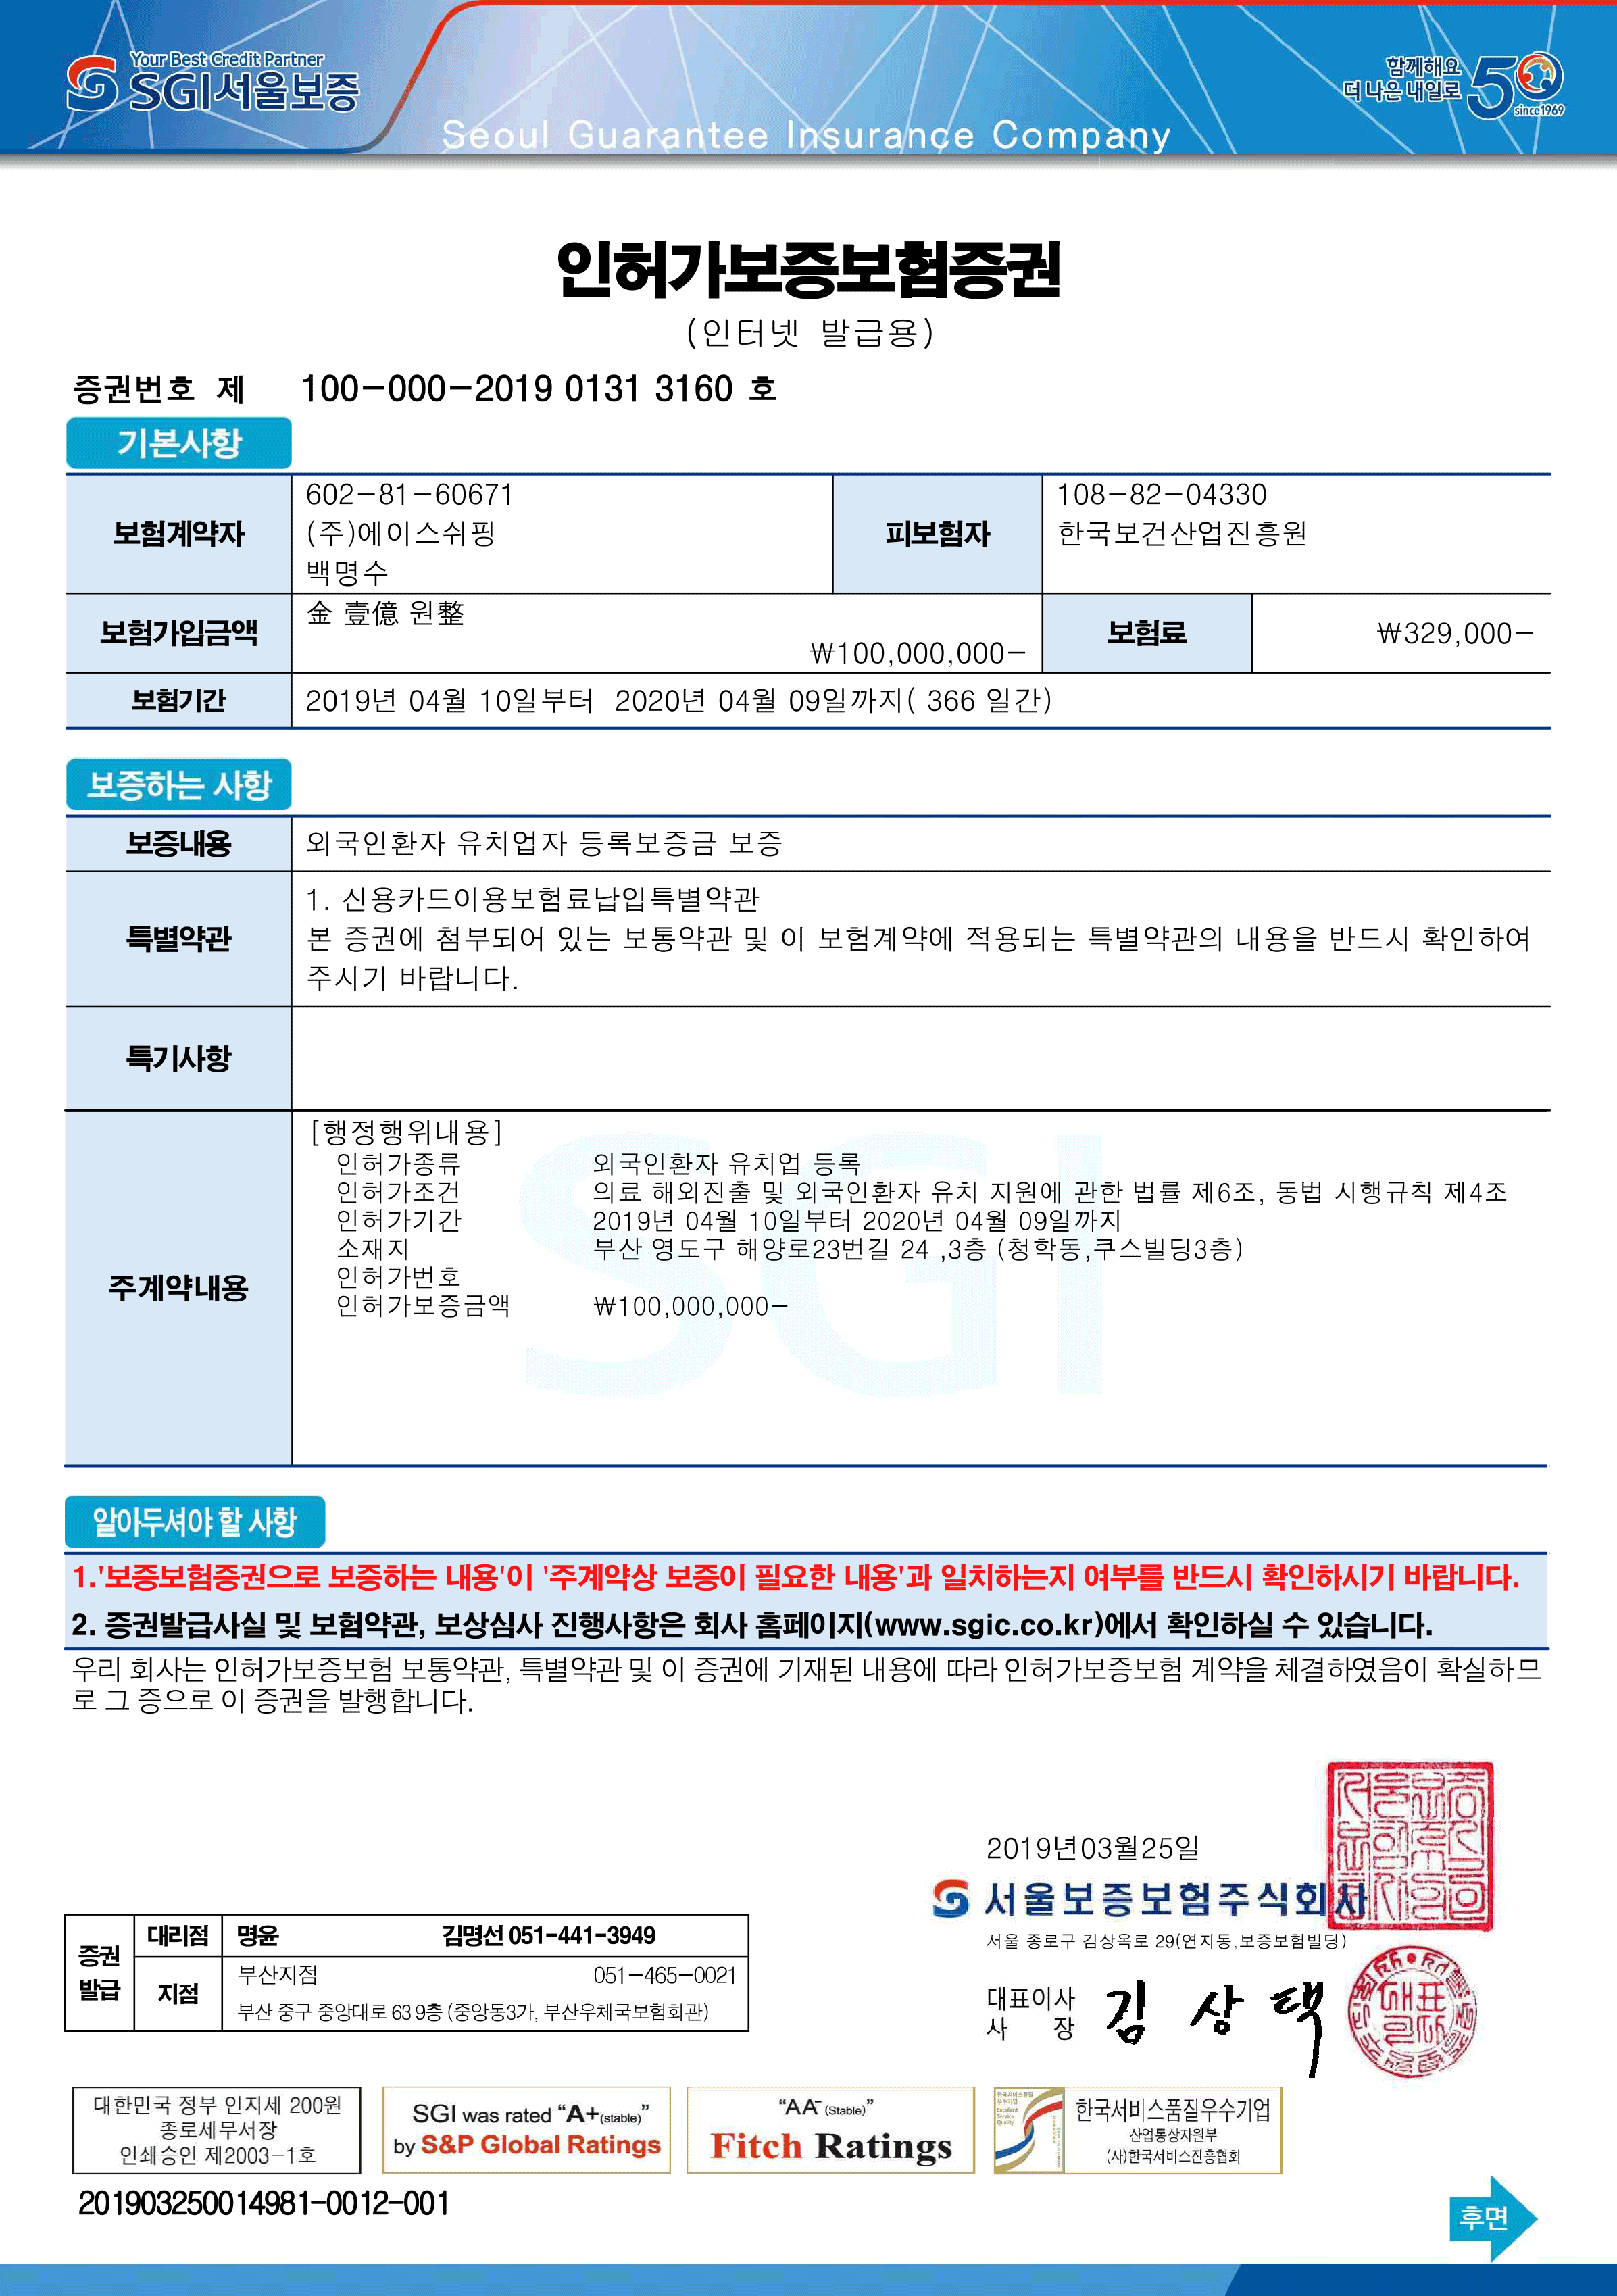 Your Best Credit Partner
SGI서울보증
함께해요
더 나은 내일로
50
since1969
Seoul Guarantee Insurance Company
인허가보증보험증권
(인터넷 발급용)
증권번호 제 100-000-2019 0131 3160 호
기본사항
보험계약자
602-81-60671
(주)에이스쉬핑
백명수
피보험자
108-82-04330
한국보건산업진흥원
보험가입금액
金 壹億 원整
₩100,000,000-
보험료
₩329,000-
보험기간
2019년 04월 10일부터 2020년 04월 09일까지( 366 일간)
보증하는 사항
보증내용
외국인환자 유치업자 등록보증금 보증
특별약관
1. 신용카드이용보험료납입특별약관
본 증권에 첨부되어 있는 보통약관 및 이 보험계약에 적용되는 특별약관의 내용을 반드시 확인하여
주시기 바랍니다.
특기사항
주계약내용
[행정행위내용]
인허가종류 외국인환자 유치업 등록
인허가조건 의료 해외진출 및 외국인환자 유치 지원에 관한 법률 제6조, 동법 시행규칙 제4조
인허가기간 2019년 04월 10일부터 2020년 04월 09일까지
소재지 부산 영도구 해양로23번길 24 ,3층 (청학동,쿠스빌딩3층)
인허가번호
인허가보증금액 ₩100,000,000-
SGI
알아두셔야 할 사항
1.'보증보험증권으로 보증하는 내용'이 '주계약상 보증이 필요한 내용'과 일치하는지 여부를 반드시 확인하시기 바랍니다.
2. 증권발급사실 및 보험약관, 보상심사 진행사항은 회사 홈페이지(www.sgic.co.kr)에서 확인하실 수 있습니다.
우리 회사는 인허가보증보험 보통약관, 특별약관 및 이 증권에 기재된 내용에 따라 인허가보증보험 계약을 체결하였음이 확실하므
로 그 증으로 이 증권을 발행합니다.
2019년03월25일
서울보증보험주식회사
서울 종로구 김상옥로 29(연지동,보증보험빌딩)
대표이사
사 장
김 상 택
증권
발급
대리점 명윤 김명선 051-441-3949
지점
부산지점 051-465-0021
부산 중구 중앙대로 63 9층 (중앙동3가, 부산우체국보험회관)
대한민국 정부 인지세 200원
종로세무서장
인쇄승인 제2003-1호
SGI was rated “A+(stable)”
by S&P Global Ratings
“AA-(Stable)”
Fitch Ratings
한국서비스품질우수기업
산업통상자원부
(사)한국서비스진흥협회
201903250014981-0012-001
후면